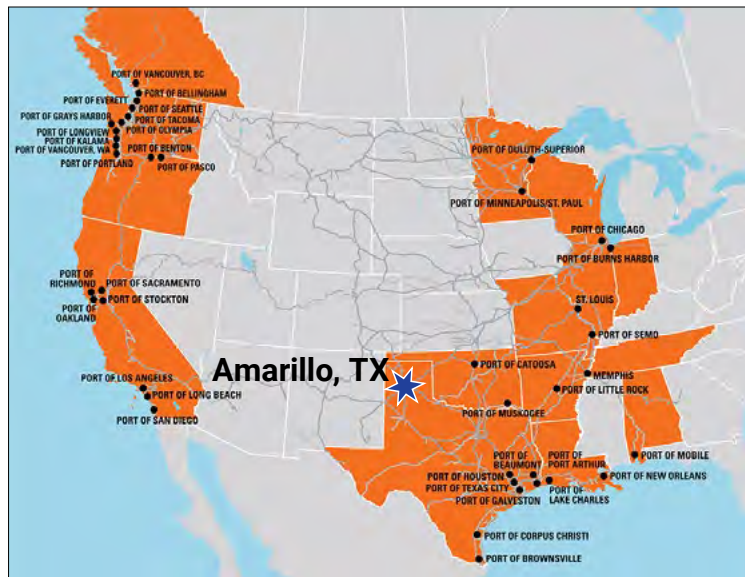 PORT OF VANCOUVER, BC
PORT OF BELLINGHAM
PORT OF EVERETT
PORT OF SEATTLE
PORT OF GRAYS HARBOR
PORT OF TACOMA
PORT OF LONGVIEW
PORT OF OLYMPIA
PORT OF KALAMA
PORT OF VANCOUVER, WA
PORT OF BENTON
PORT OF PORTLAND
PORT OF PASCO
PORT OF DULUTH-SUPERIOR
PORT OF MINNEAPOLIS/ST. PAUL
PORT OF CHICAGO
PORT OF BURNS HARBOR
PORT OF
RICHMOND
PORT OF SACRAMENTO
PORT OF STOCKTON
PORT OF
OAKLAND
ST. LOUIS
PORT OF SEMO
Amarillo, TX
PORT OF CATOOSA
MEMPHIS
PORT OF LOS ANGELES
PORT OF LITTLE ROCK
PORT OF LONG BEACH
PORT OF MUSKOGEE
PORT OF SAN DIEGO
PORT OF
BEAUMONT
PORT OF
PORT ARTHUR
PORT OF MOBILE
PORT OF HOUSTON
PORT OF NEW ORLEANS
PORT OF TEXAS CITY
PORT OF
LAKE CHARLES
PORT OF GALVESTON
PORT OF CORPUS CHRISTI
PORT OF BROWNSVILLE